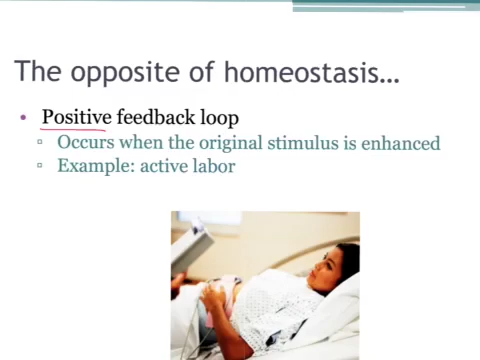 The opposite of homeostasis…
• Positive feedback loop
▫ Occurs when the original stimulus is enhanced
▫ Example: active labor